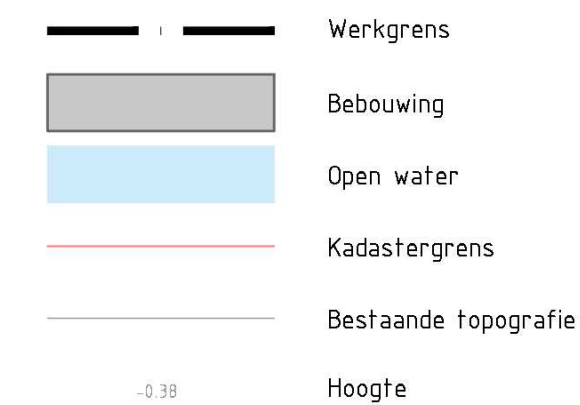 Werkgrens
Bebouwing
Open water
Kadastergrens
Bestaande topografie
-0.38 Hoogte